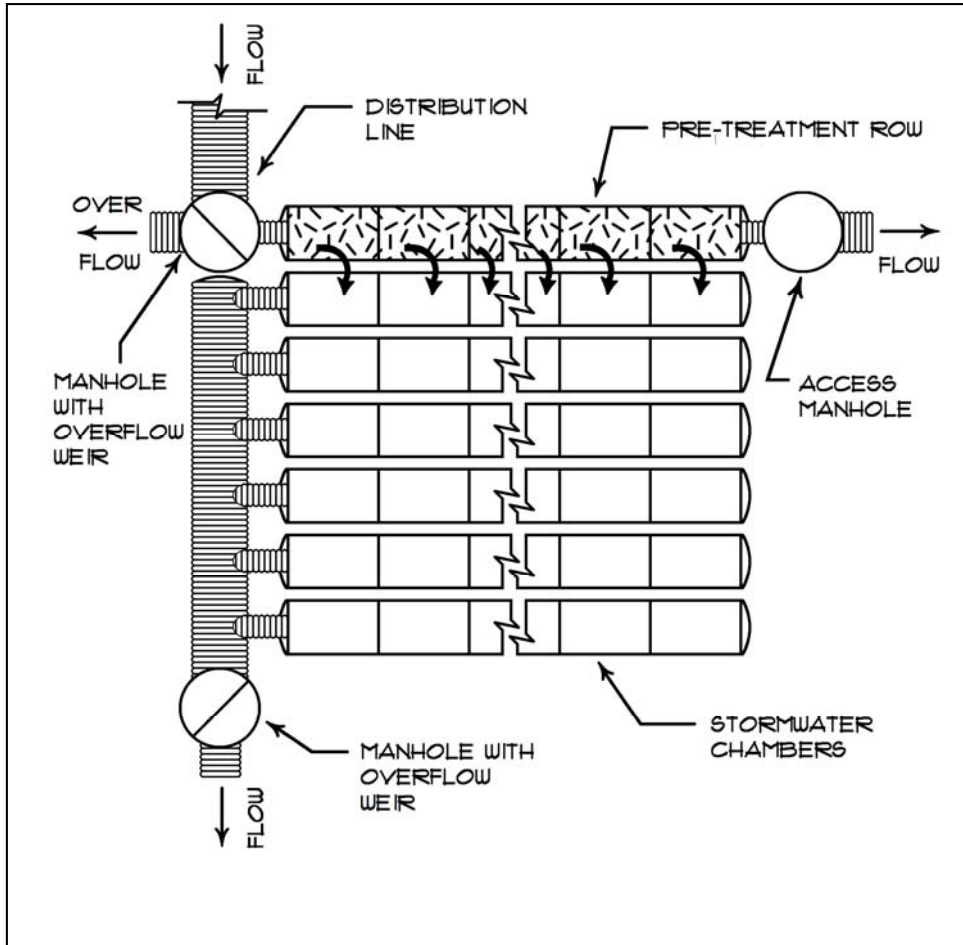 FLOW
DISTRIBUTION
LINE
PRE-TREATMENT ROW
OVER
FLOW
FLOW
MANHOLE
WITH
OVERFLOW
WEIR
ACCESS
MANHOLE
STORMWATER
CHAMBERS
MANHOLE WITH
OVERFLOW
WEIR
FLOW